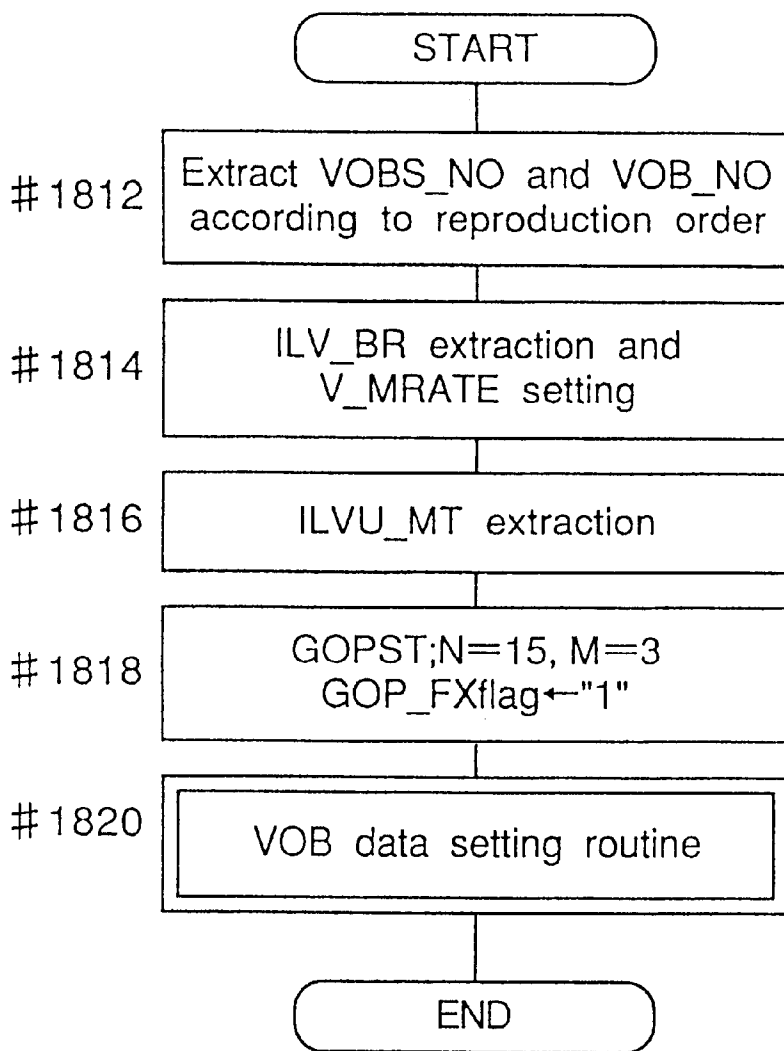 START
#1812
Extract VOBS_NO and VOB_NO
according to reproduction order
#1814
ILV_BR extraction and
V_MRATE setting
#1816
ILVU_MT extraction
#1818
GOPST;N=15, M=3
GOP_FXflag←"1"
#1820
VOB data setting routine
END